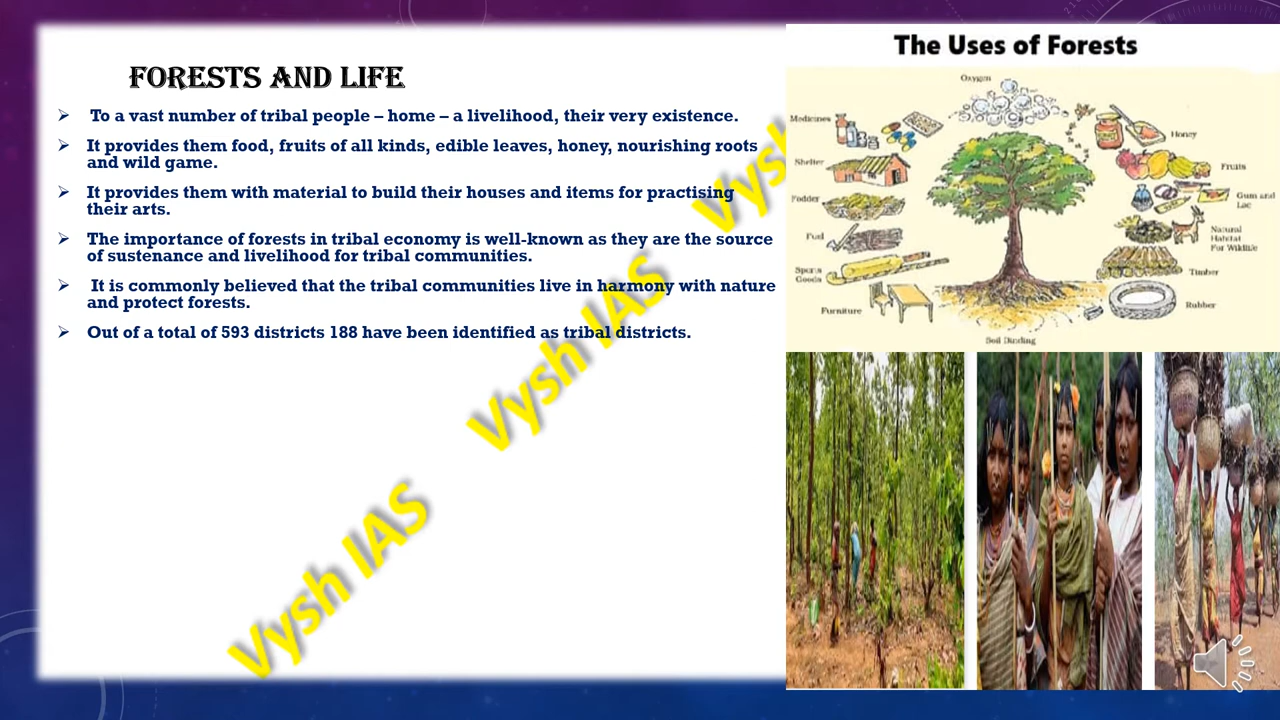 FORESTS AND LIFE
➢ To a vast number of tribal people – home – a livelihood, their very existence.
➢ It provides them food, fruits of all kinds, edible leaves, honey, nourishing roots
and wild game.
➢ It provides them with material to build their houses and items for practising
their arts.
➢ The importance of forests in tribal economy is well-known as they are the source
of sustenance and livelihood for tribal communities.
➢ It is commonly believed that the tribal communities live in harmony with nature
and protect forests.
➢ Out of a total of 593 districts 188 have been identified as tribal districts.
Vysh
Vysh IAS
Vysh IAS
The Uses of Forests
Oxygen
Medicines
Honey
Shelter
Fruits
Fodder
Gum and
Lac
Fuel
Natural
Habitat
For Wildlife
Sports
Goods
Timber
Furniture
Rubber
Soil Binding